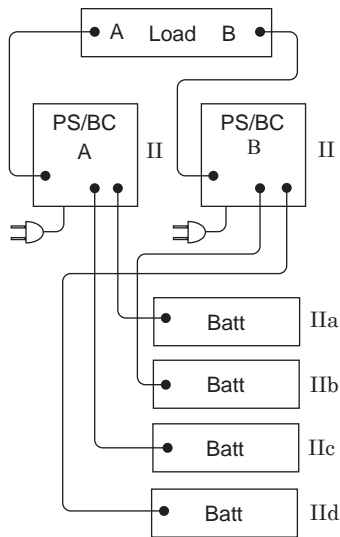 A Load B
PS/BC
A
II
PS/BC
B
II
Batt IIa
Batt IIb
Batt IIc
Batt IId